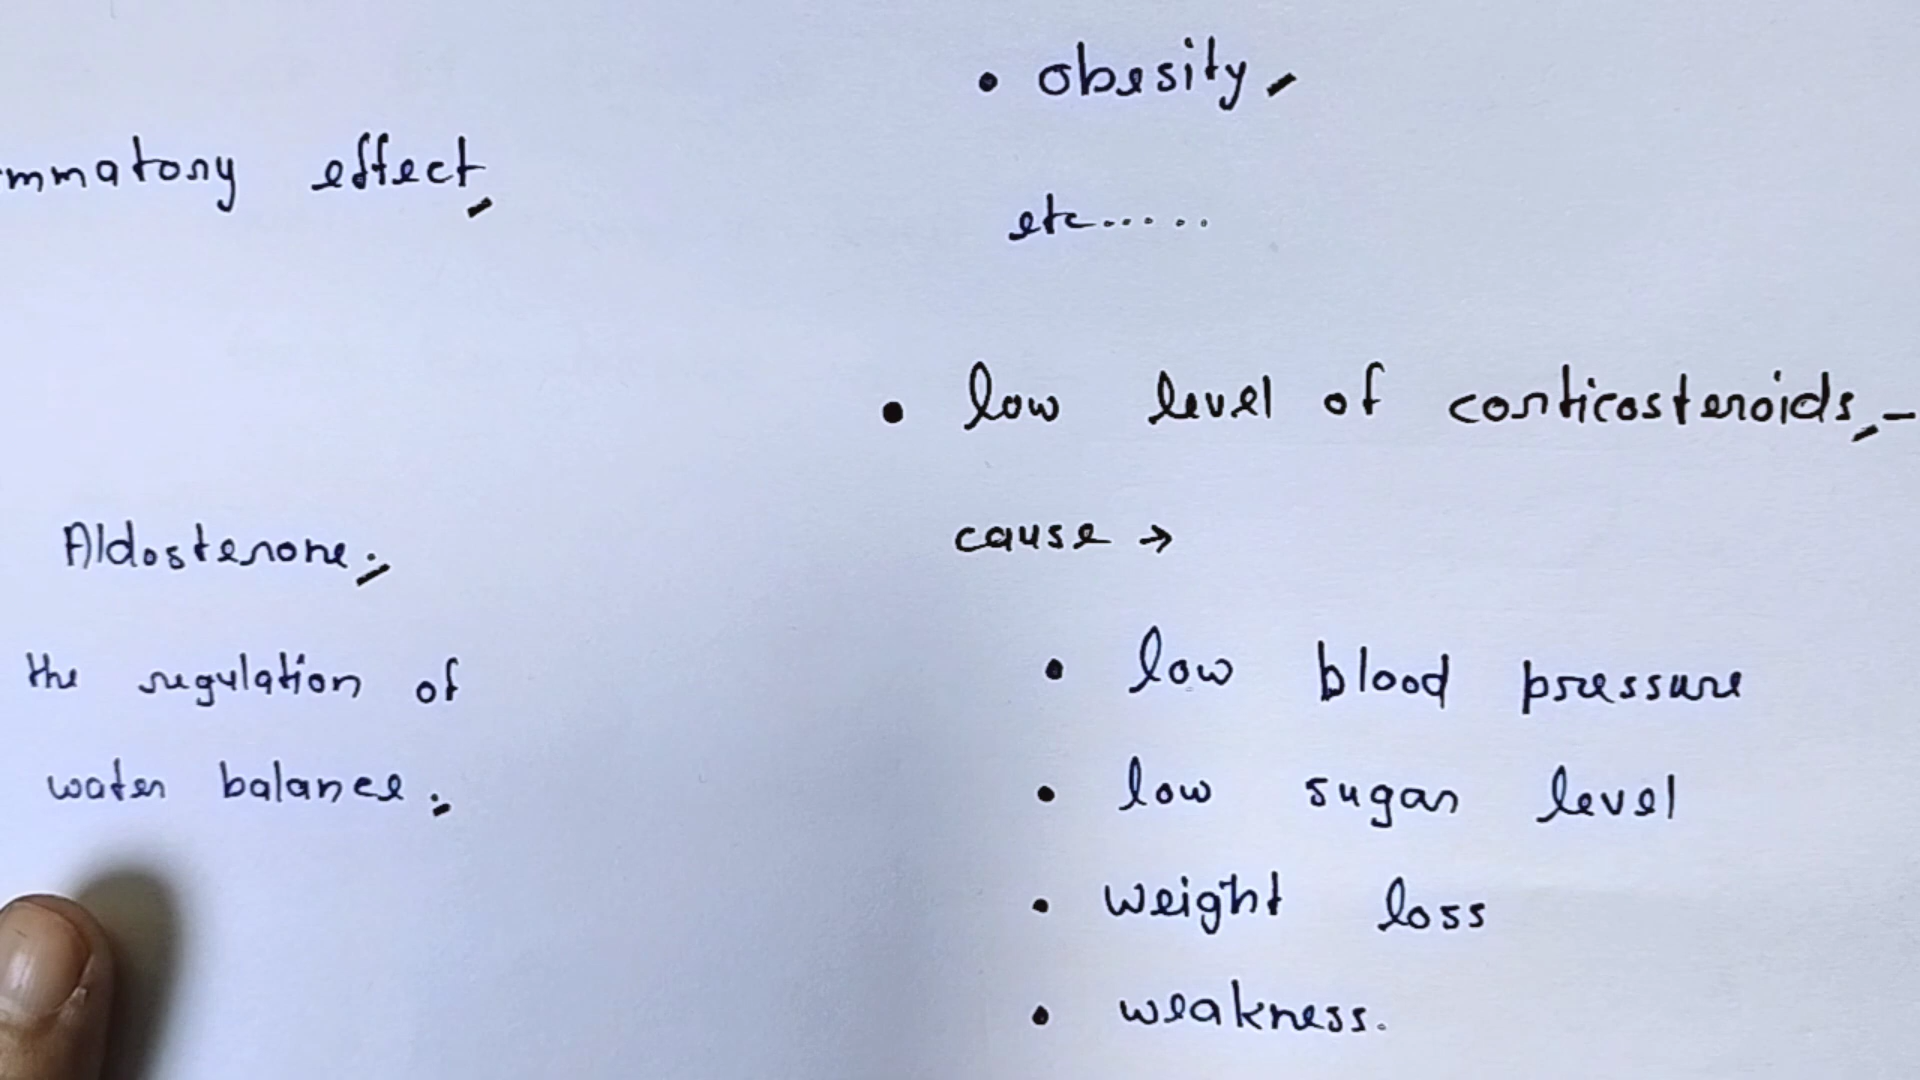 mmatory effect,
Aldosterone.
the regulation of
water balance.
• obesity,
etc.....
• low level of corticosteroids,-
cause →
• low blood pressure
• low sugar level
• weight loss
• weakness.